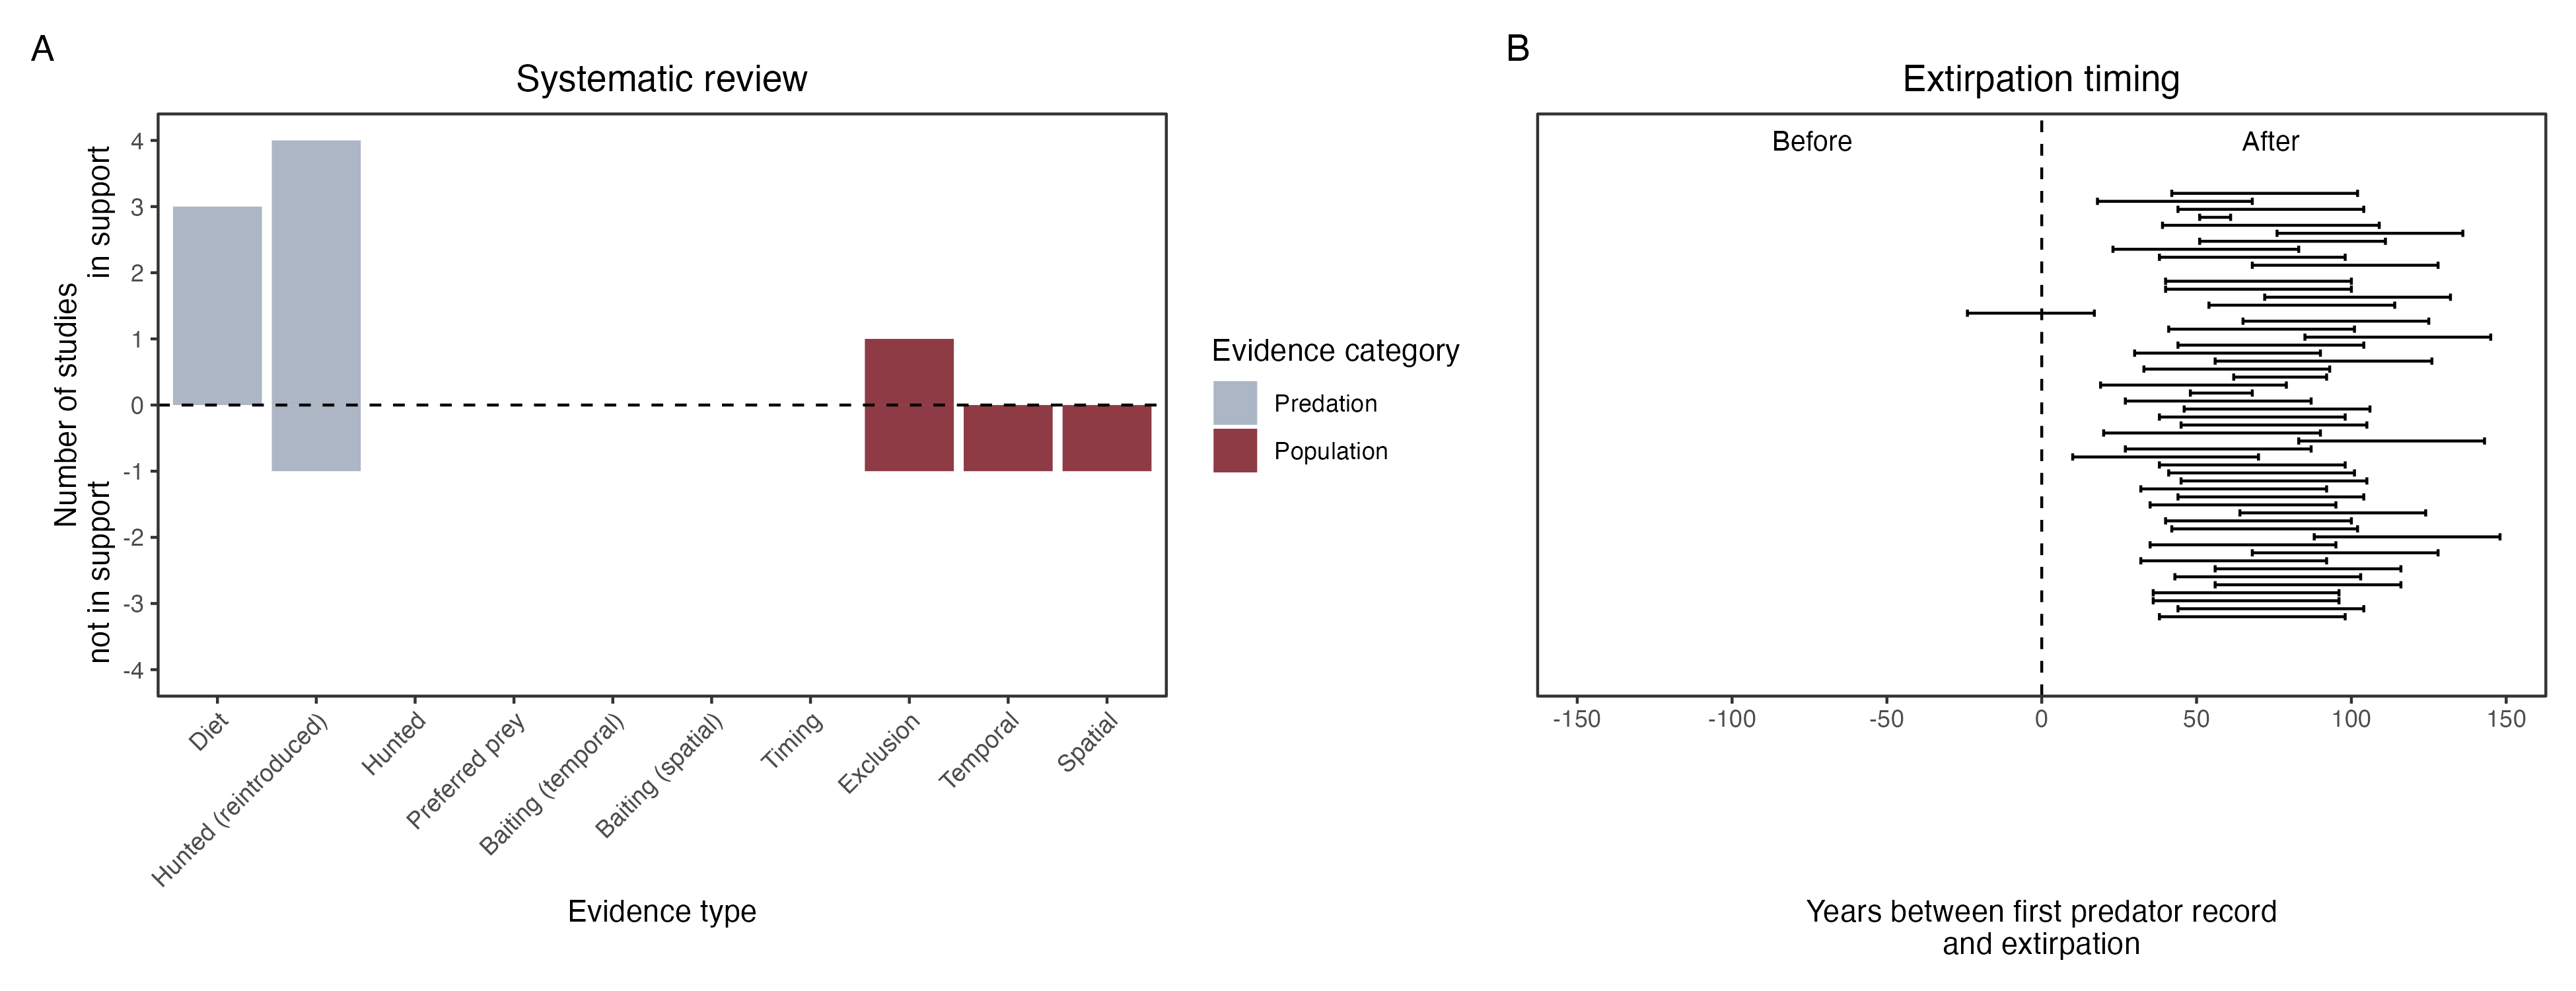 A
Systematic review
Number of studies
not in support
in support
4
3
2
1
0
-1
-2
-3
-4
Diet
Hunted (reintroduced)
Hunted
Preferred prey
Baiting (temporal)
Baiting (spatial)
Timing
Exclusion
Temporal
Spatial
Evidence type
Evidence category
Predation
Population
B
Extirpation timing
Before
After
-150
-100
-50
0
50
100
150
Years between first predator record
and extirpation